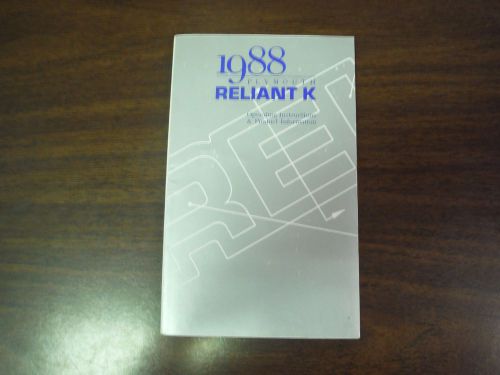 1988
PLYMOUTH
RELIANT K
Operating Instructions
& Product Information